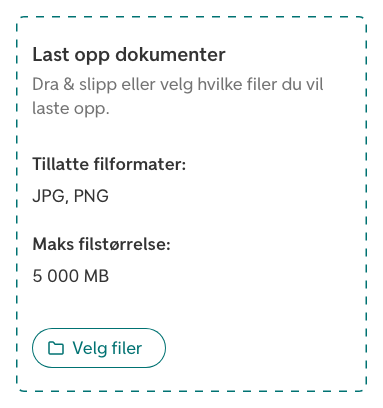 Last opp dokumenter
Dra & slipp eller velg hvilke filer du vil
laste opp.
Tillatte filformater:
JPG, PNG
Maks filstørrelse:
5 000 MB
Velg filer